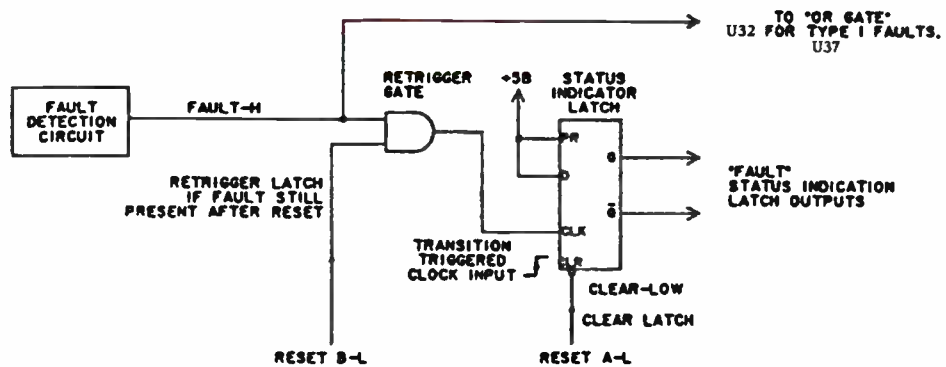 TO "OR GATE"
U32 FOR TYPE I FAULTS.
U37
RETRIGGER
GATE
+5B
STATUS
INDICATOR
LATCH
FAULT
DETECTION
CIRCUIT
FAULT-H
PR
Q
D
"FAULT"
STATUS INDICATION
LATCH OUTPUTS
Q̅
RETRIGGER LATCH
IF FAULT STILL
PRESENT AFTER RESET
CLK
TRANSITION
TRIGGERED
CLOCK INPUT
CLR
CLEAR-LOW
CLEAR LATCH
RESET B-L
RESET A-L